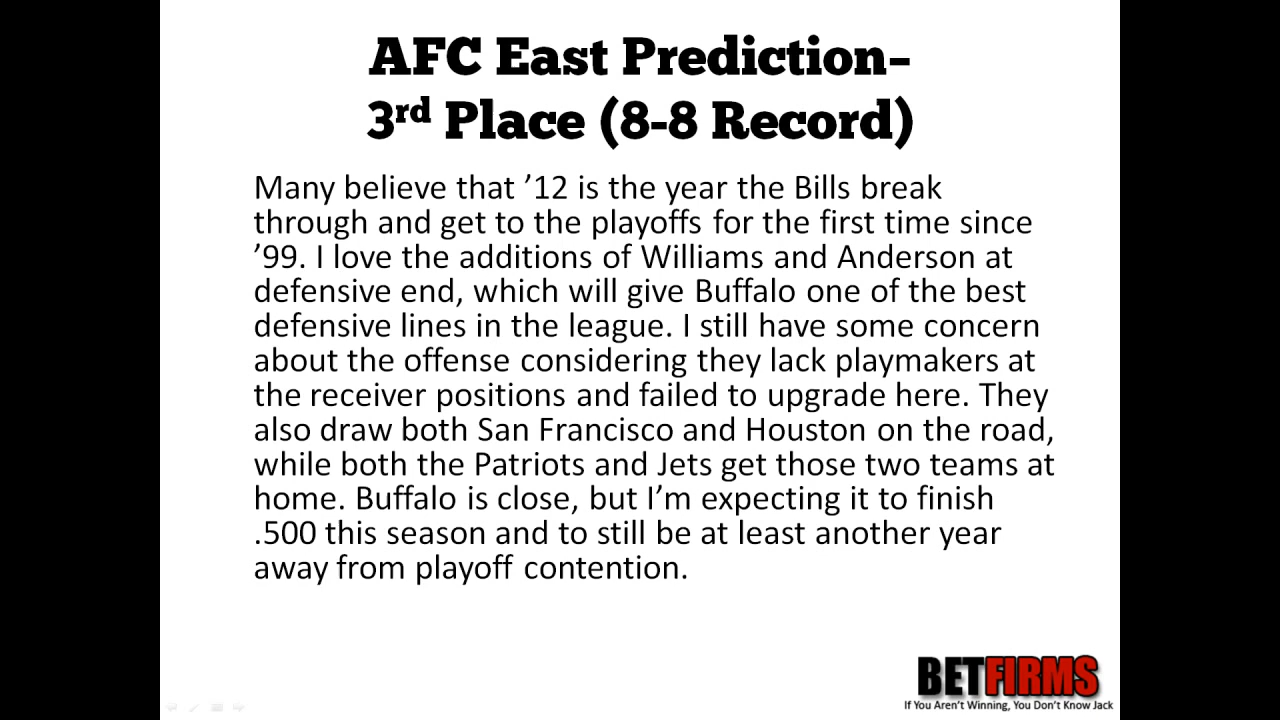 AFC East Prediction–
3rd Place (8-8 Record)
Many believe that ’12 is the year the Bills break
through and get to the playoffs for the first time since
’99. I love the additions of Williams and Anderson at
defensive end, which will give Buffalo one of the best
defensive lines in the league. I still have some concern
about the offense considering they lack playmakers at
the receiver positions and failed to upgrade here. They
also draw both San Francisco and Houston on the road,
while both the Patriots and Jets get those two teams at
home. Buffalo is close, but I’m expecting it to finish
.500 this season and to still be at least another year
away from playoff contention.
BETFIRMS
If You Aren't Winning, You Don't Know Jack